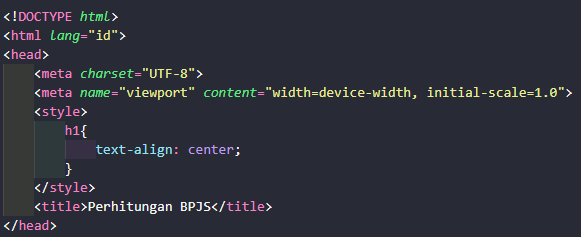 <!DOCTYPE html>
<html lang="id">
<head>
    <meta charset="UTF-8">
    <meta name="viewport" content="width=device-width, initial-scale=1.0">
    <style>
        h1{
            text-align: center;
        }
    </style>
    <title>Perhitungan BPJS</title>
</head>